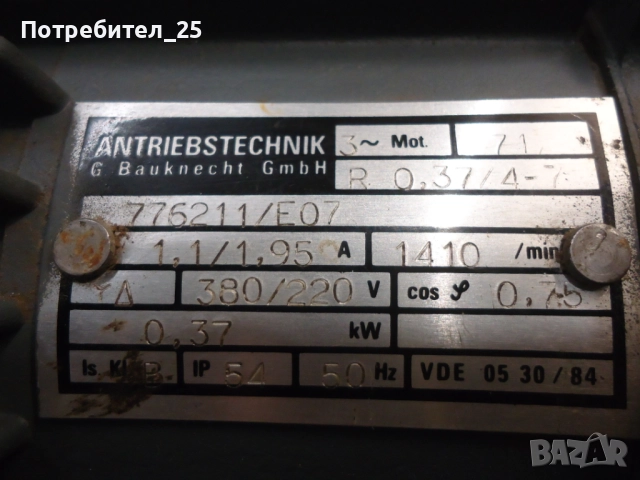 Потребител_25
ANTRIEBSTECHNIK 3~ Mot. 71
G Bauknecht GmbH R 0,37/4-7
776211/E07
1,1/1,95 A 1410 /min
Δ 380/220 V cos φ 0,75
0,37 kW
Is. Kl. B IP 54 50 Hz VDE 05 30/84
BAZAR